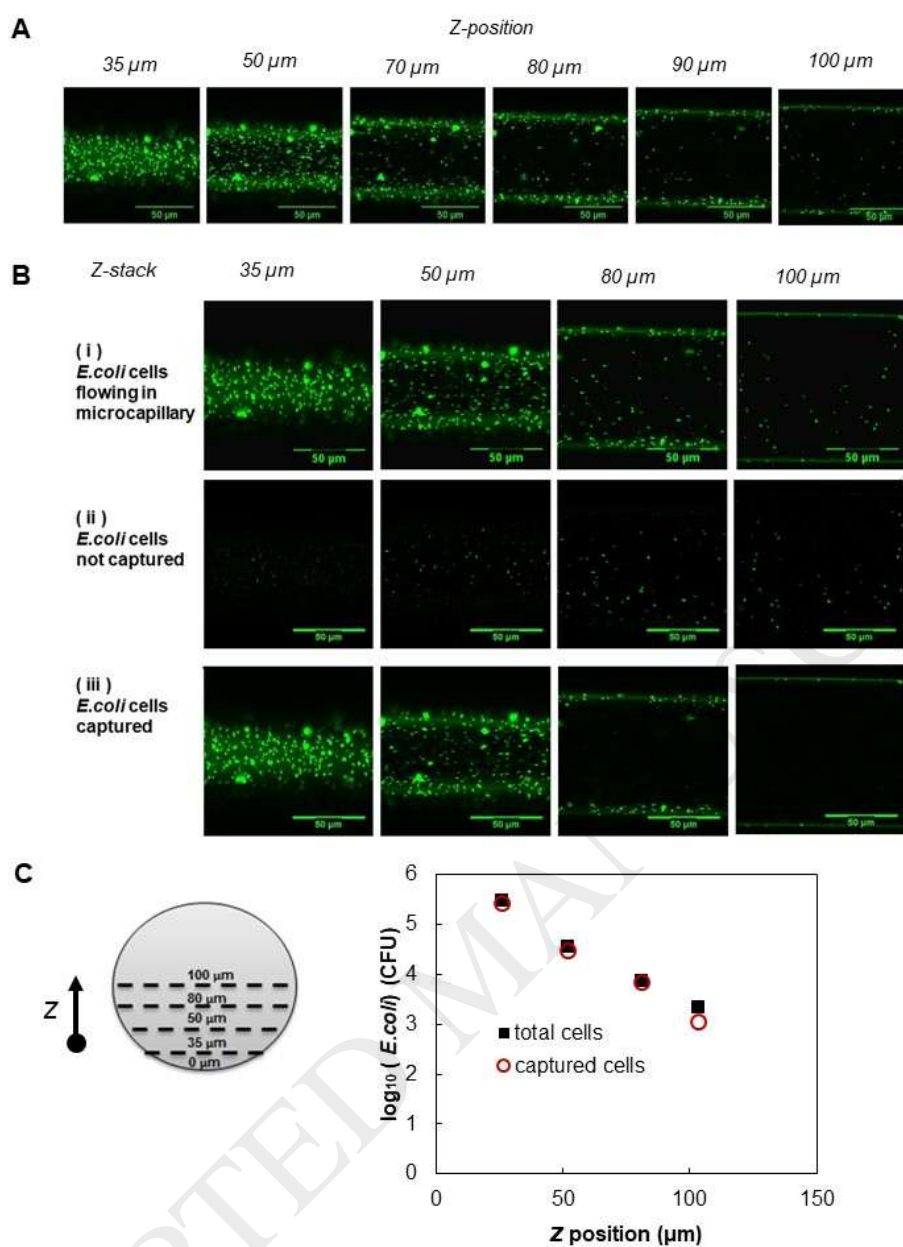 A
Z-position
35 µm 50 µm 70 µm 80 µm 90 µm 100 µm
50 µm 50 µm 50 µm 50 µm 50 µm 50 µm
B
Z-stack 35 µm 50 µm 80 µm 100 µm
( i )
E.coli cells
flowing in
microcapillary
50 µm 50 µm 50 µm 50 µm
( ii )
E.coli cells
not captured
50 µm 50 µm 50 µm 50 µm
( iii )
E.coli cells
captured
50 µm 50 µm 50 µm 50 µm
C
Z
100 µm
80 µm
50 µm
35 µm
0 µm
log₁₀ ( E.coli) (CFU)
6
5
4
3
2
1
0
total cells
captured cells
0 50 100 150
Z position (µm)